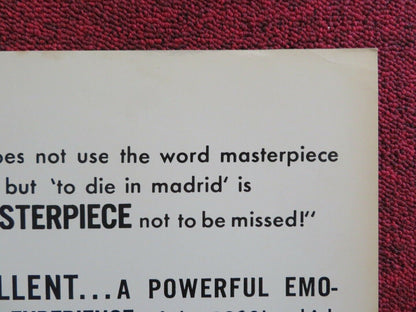 oes not use the word masterpiece
but 'to die in madrid' is
STERPIECE not to be missed!"
LLENT...A POWERFUL EMO-